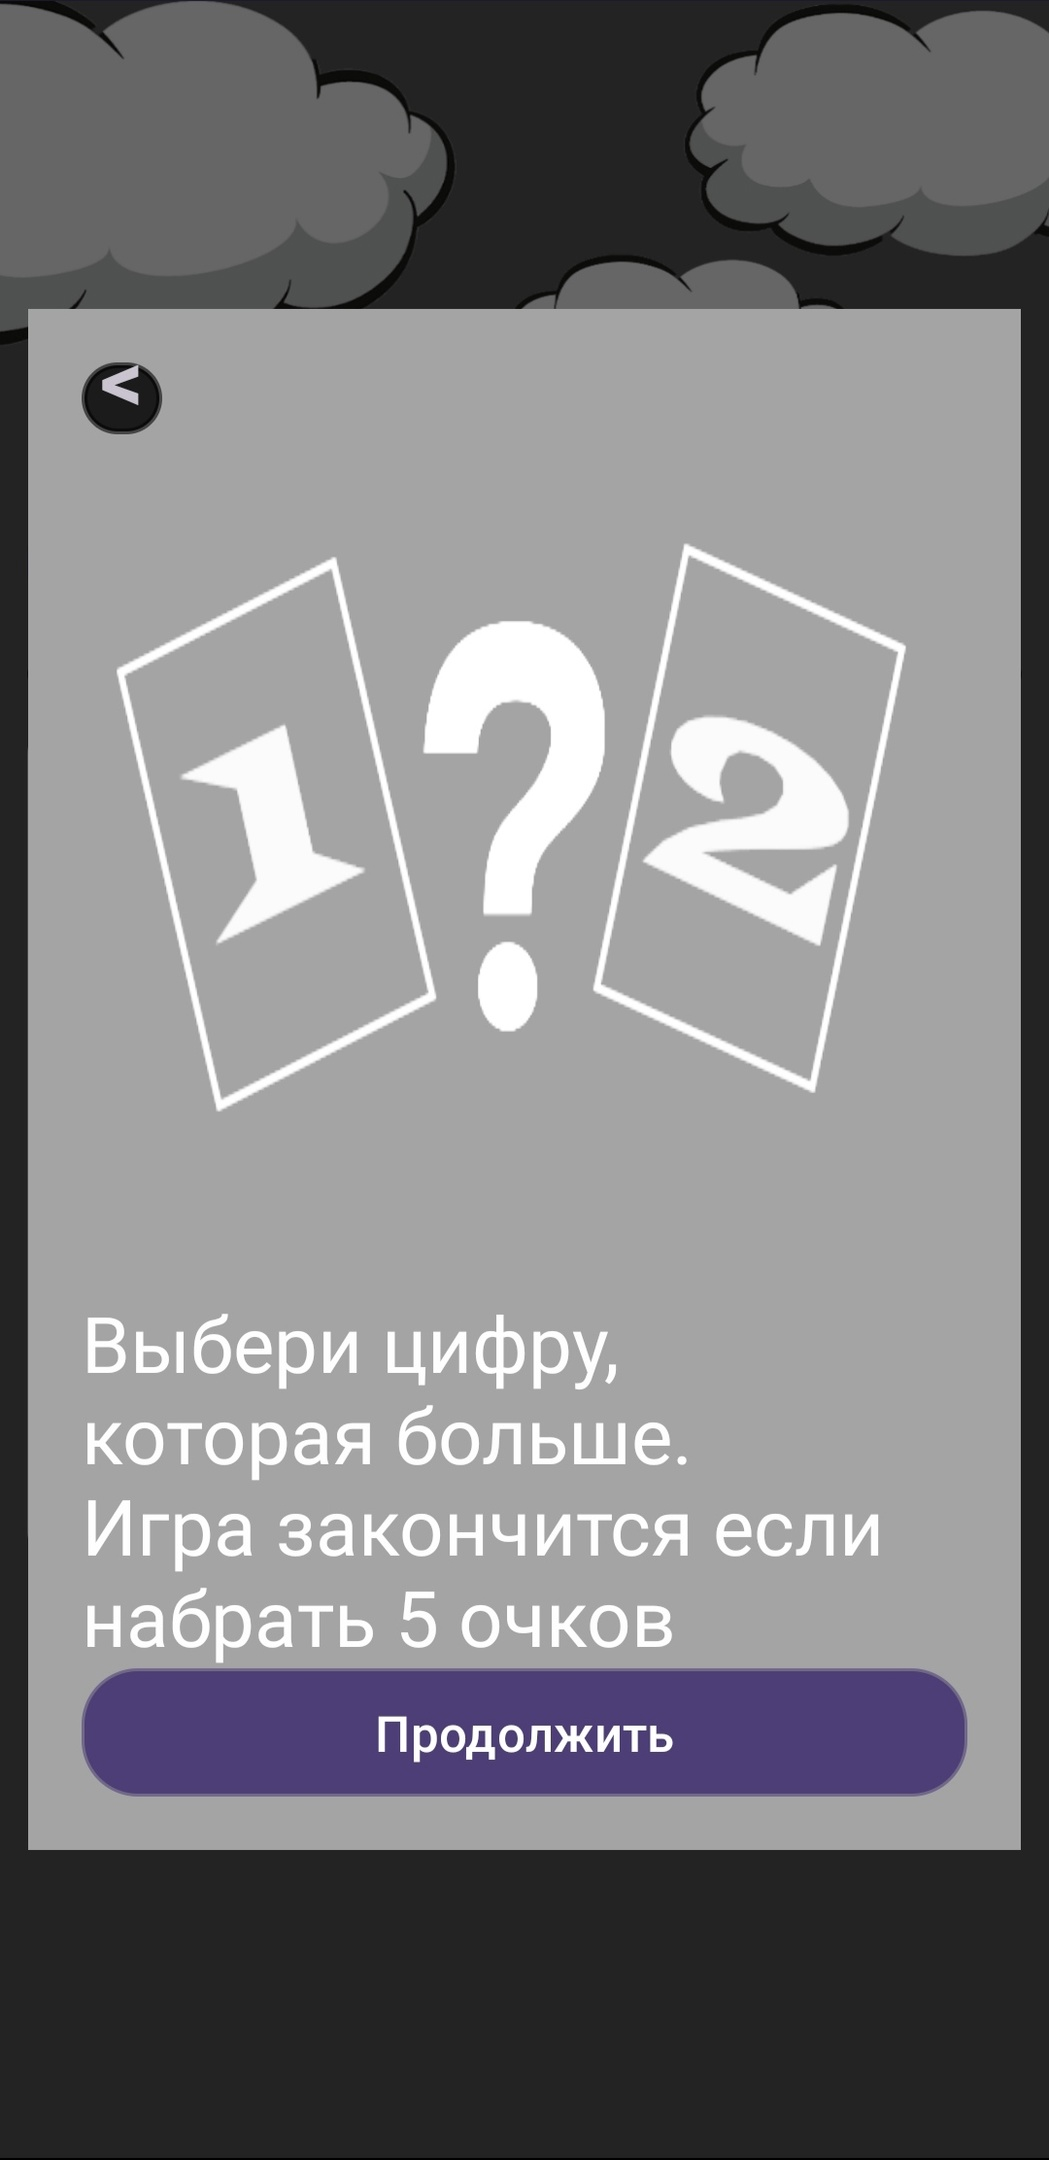 <
1 ? 2
Выбери цифру,
которая больше.
Игра закончится если
набрать 5 очков
Продолжить